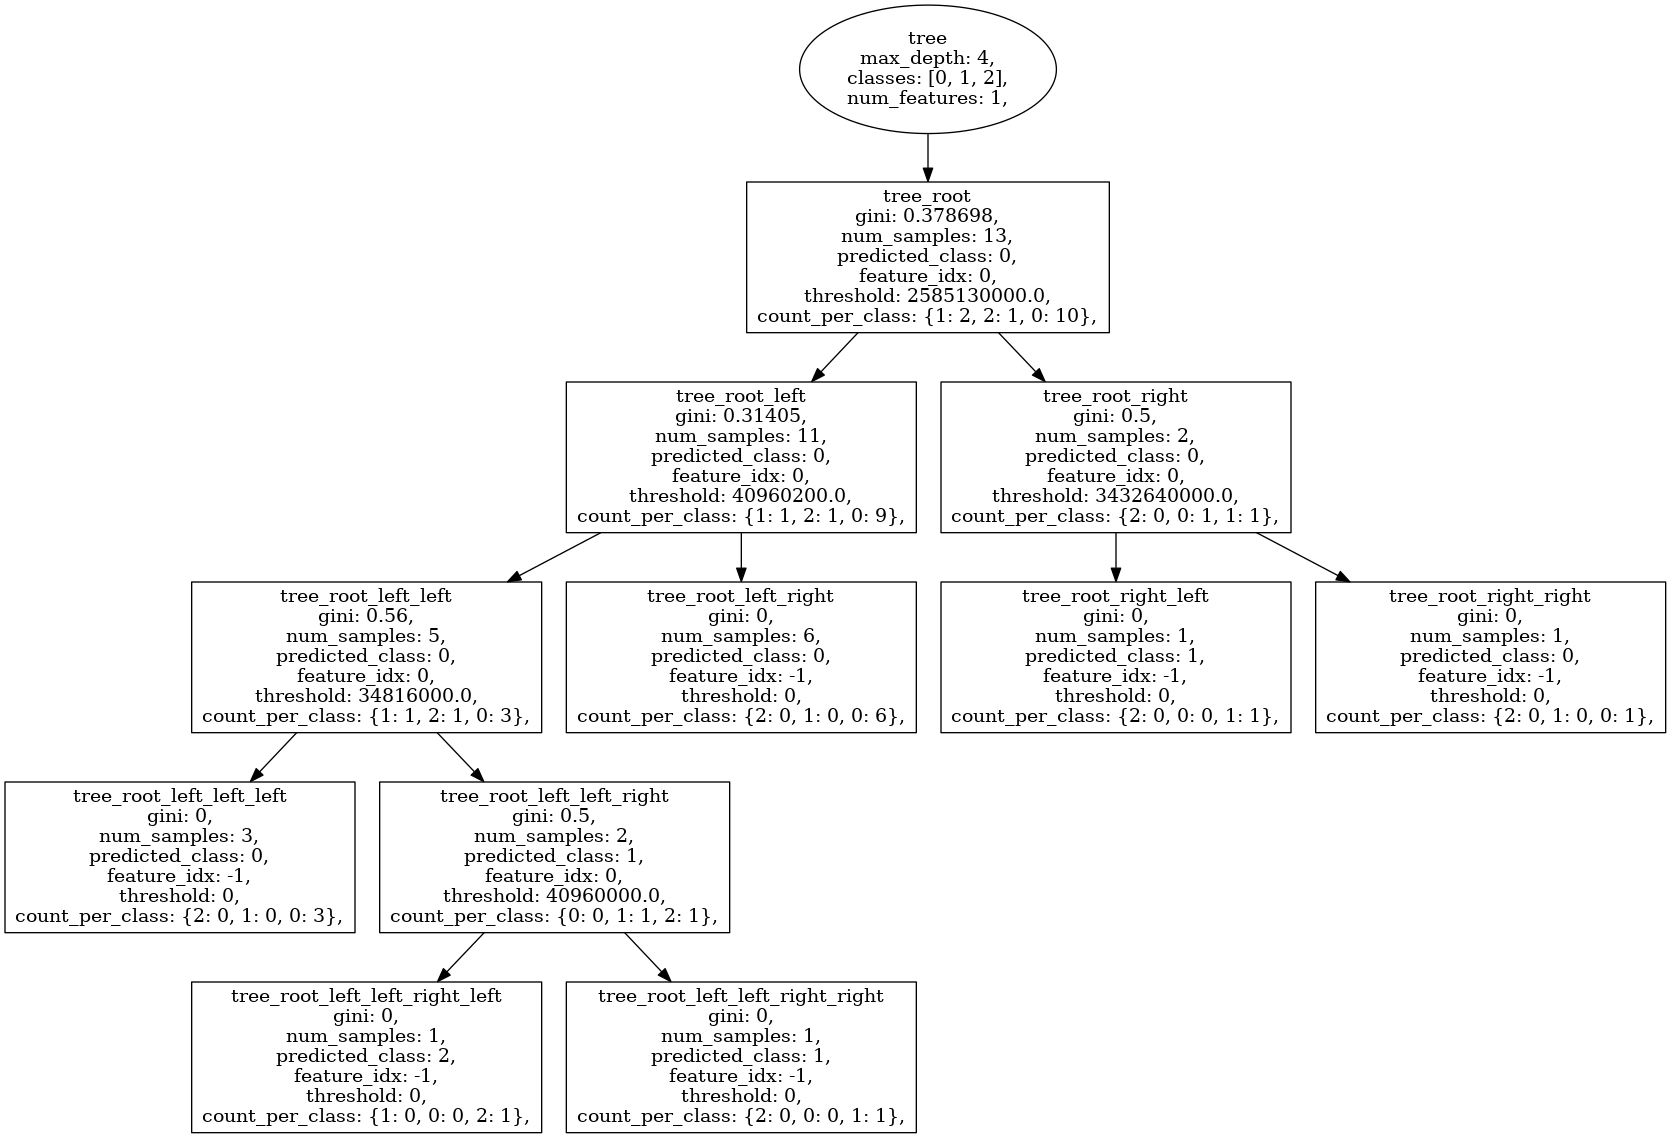 tree
max_depth: 4,
classes: [0, 1, 2],
num_features: 1,
tree_root
gini: 0.378698,
num_samples: 13,
predicted_class: 0,
feature_idx: 0,
threshold: 2585130000.0,
count_per_class: {1: 2, 2: 1, 0: 10},
tree_root_left
gini: 0.31405,
num_samples: 11,
predicted_class: 0,
feature_idx: 0,
threshold: 40960200.0,
count_per_class: {1: 1, 2: 1, 0: 9},
tree_root_right
gini: 0.5,
num_samples: 2,
predicted_class: 0,
feature_idx: 0,
threshold: 3432640000.0,
count_per_class: {2: 0, 0: 1, 1: 1},
tree_root_left_left
gini: 0.56,
num_samples: 5,
predicted_class: 0,
feature_idx: 0,
threshold: 34816000.0,
count_per_class: {1: 1, 2: 1, 0: 3},
tree_root_left_right
gini: 0,
num_samples: 6,
predicted_class: 0,
feature_idx: -1,
threshold: 0,
count_per_class: {2: 0, 1: 0, 0: 6},
tree_root_right_left
gini: 0,
num_samples: 1,
predicted_class: 1,
feature_idx: -1,
threshold: 0,
count_per_class: {2: 0, 0: 0, 1: 1},
tree_root_right_right
gini: 0,
num_samples: 1,
predicted_class: 0,
feature_idx: -1,
threshold: 0,
count_per_class: {2: 0, 1: 0, 0: 1},
tree_root_left_left_left
gini: 0,
num_samples: 3,
predicted_class: 0,
feature_idx: -1,
threshold: 0,
count_per_class: {2: 0, 1: 0, 0: 3},
tree_root_left_left_right
gini: 0.5,
num_samples: 2,
predicted_class: 1,
feature_idx: 0,
threshold: 40960000.0,
count_per_class: {0: 0, 1: 1, 2: 1},
tree_root_left_left_right_left
gini: 0,
num_samples: 1,
predicted_class: 2,
feature_idx: -1,
threshold: 0,
count_per_class: {1: 0, 0: 0, 2: 1},
tree_root_left_left_right_right
gini: 0,
num_samples: 1,
predicted_class: 1,
feature_idx: -1,
threshold: 0,
count_per_class: {2: 0, 0: 0, 1: 1},